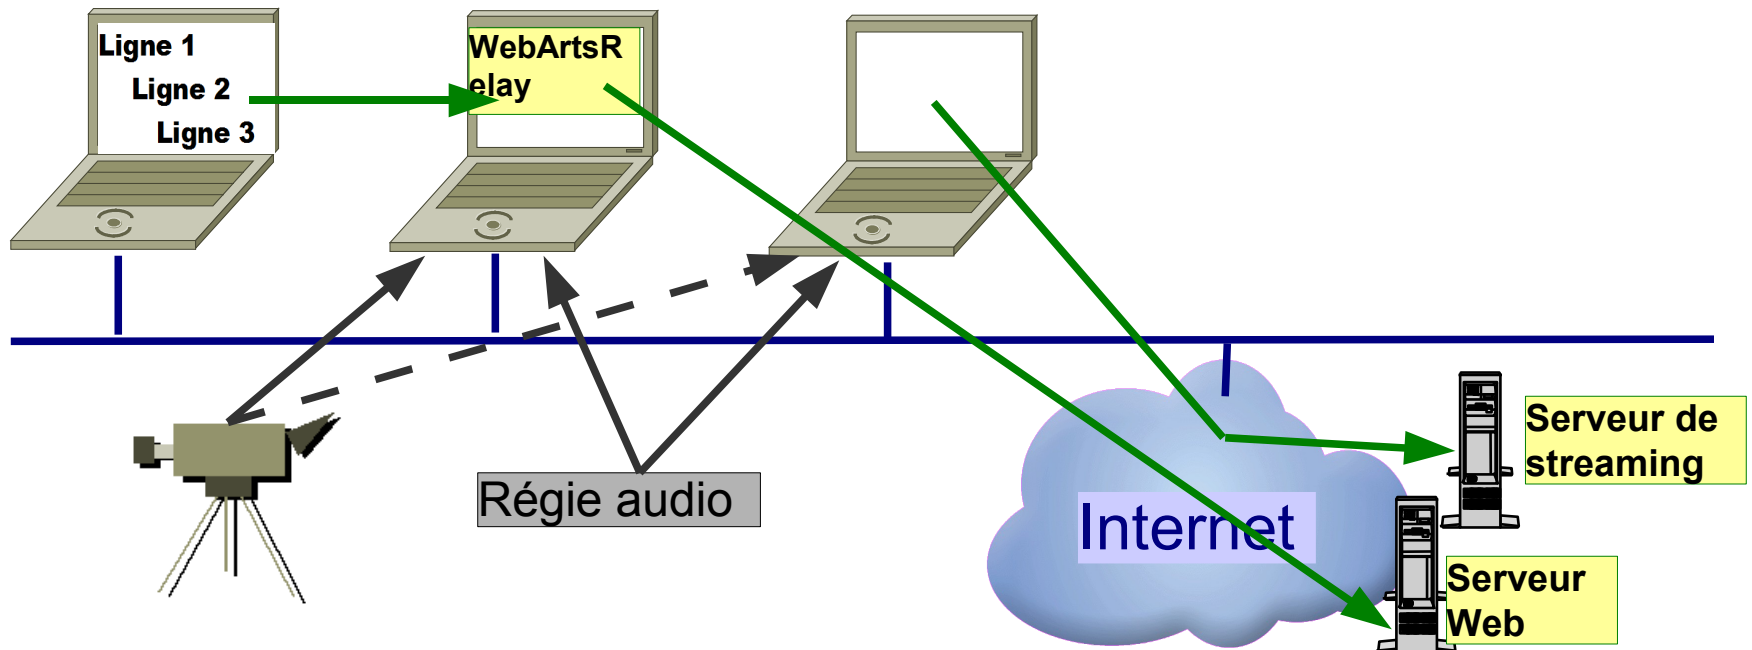 Ligne 1
Ligne 2
Ligne 3
WebArtsR
elay
Régie audio
Internet
Serveur de
streaming
Serveur
Web